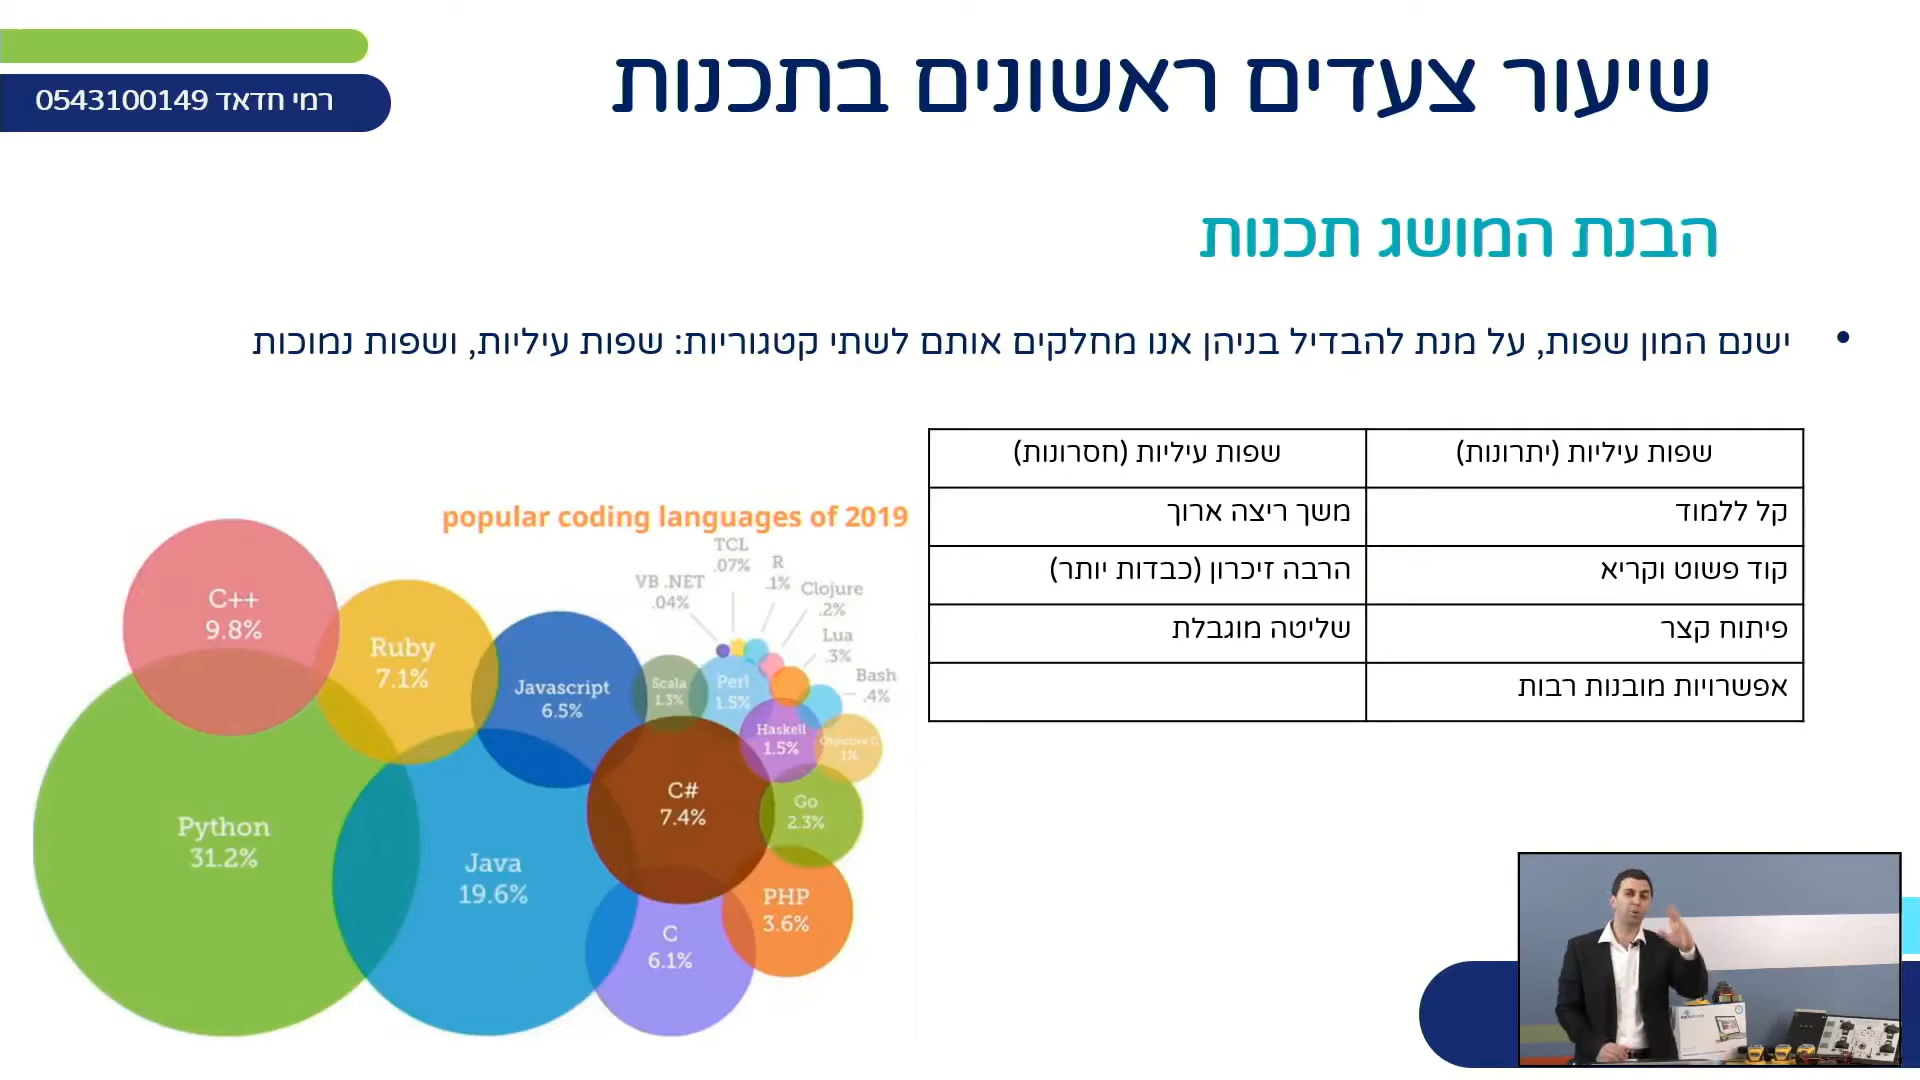 רמי חדאד 0543100149
שיעור צעדים ראשונים בתכנות
הבנת המושג תכנות
• ישנם המון שפות, על מנת להבדיל בניהן אנו מחלקים אותם לשתי קטגוריות: שפות עיליות, ושפות נמוכות
שפות עיליות (יתרונות) שפות עיליות (חסרונות)
קל ללמוד משך ריצה ארוך
קוד פשוט וקריא הרבה זיכרון (כבדות יותר)
פיתוח קצר שליטה מוגבלת
אפשרויות מובנות רבות
popular coding languages of 2019
TCL
.07%
R
.1%
VB .NET
.04%
Clojure
.2%
Lua
.3%
Bash
.4%
C++
9.8%
Ruby
7.1%
Javascript
6.5%
Scala
1.3%
Perl
1.5%
Haskell
1.5%
Objective C
1%
C#
7.4%
Go
2.3%
Python
31.2%
Java
19.6%
PHP
3.6%
C
6.1%